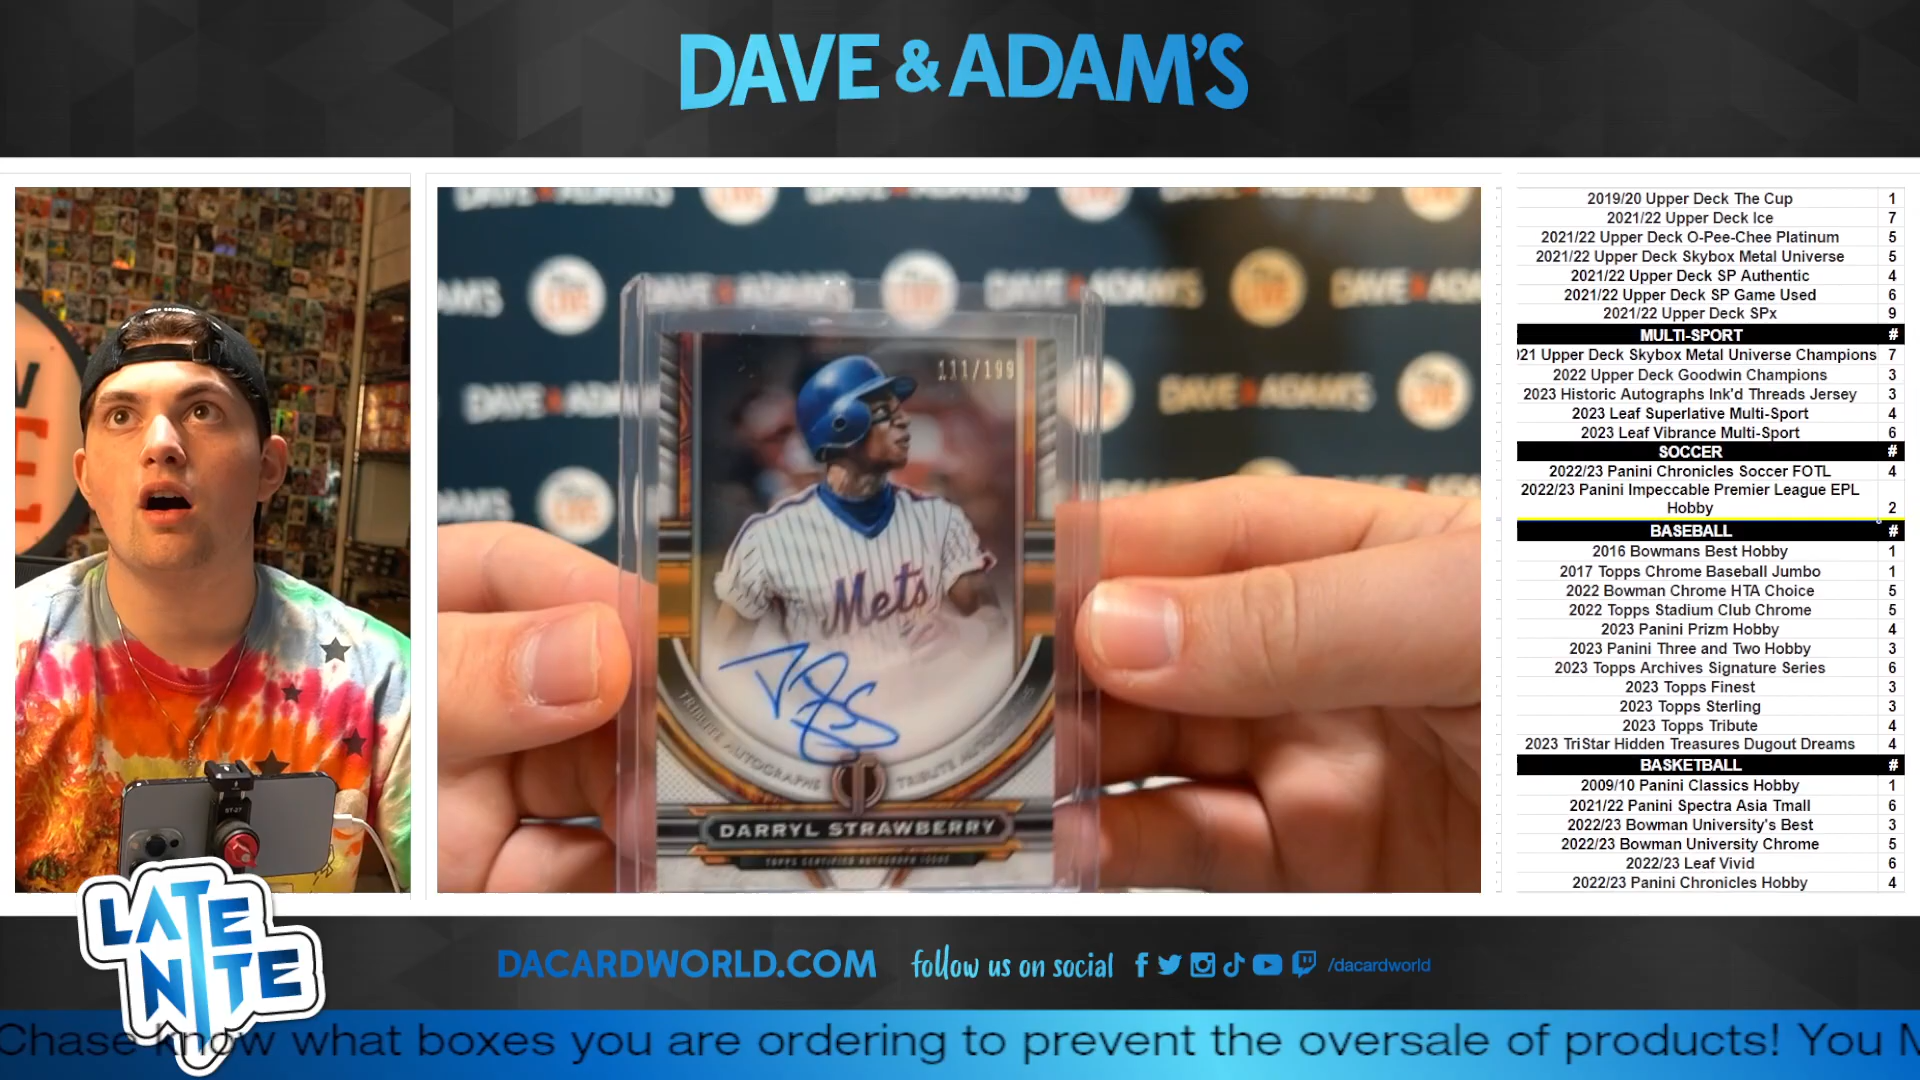 DAVE & ADAM'S
2019/20 Upper Deck The Cup 1
2021/22 Upper Deck Ice 7
2021/22 Upper Deck O-Pee-Chee Platinum 5
2021/22 Upper Deck Skybox Metal Universe 5
2021/22 Upper Deck SP Authentic 4
2021/22 Upper Deck SP Game Used 6
2021/22 Upper Deck SPx 9
MULTI-SPORT #
21 Upper Deck Skybox Metal Universe Champions 7
2022 Upper Deck Goodwin Champions 3
2023 Historic Autographs Ink'd Threads Jersey 3
2023 Leaf Superlative Multi-Sport 4
2023 Leaf Vibrance Multi-Sport 6
SOCCER #
2022/23 Panini Chronicles Soccer FOTL 4
2022/23 Panini Impeccable Premier League EPL
Hobby 2
BASEBALL #
2016 Bowmans Best Hobby 1
2017 Topps Chrome Baseball Jumbo 1
2022 Bowman Chrome HTA Choice 5
2022 Topps Stadium Club Chrome 5
2023 Panini Prizm Hobby 4
2023 Panini Three and Two Hobby 3
2023 Topps Archives Signature Series 6
2023 Topps Finest 3
2023 Topps Sterling 3
2023 Topps Tribute 4
2023 TriStar Hidden Treasures Dugout Dreams 4
BASKETBALL #
2009/10 Panini Classics Hobby 1
2021/22 Panini Spectra Asia Tmall 6
2022/23 Bowman University's Best 3
2022/23 Bowman University Chrome 5
2022/23 Leaf Vivid 6
2022/23 Panini Chronicles Hobby 4
111/199
Mets
TRIBUTE AUTOGRAPHS TRIBUTE
DARRYL STRAWBERRY
TOPPS CERTIFIED AUTOGRAPH ISSUE
LATE
NITE
DACARDWORLD.COM follow us on social /dacardworld
Chase know what boxes you are ordering to prevent the oversale of products! You